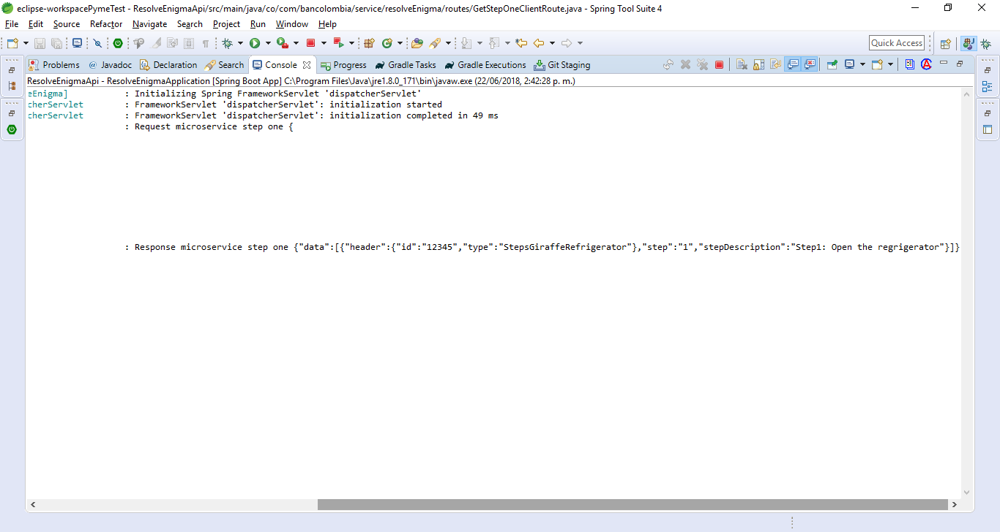 eclipse-workspacePymeTest - ResolveEnigmaApi/src/main/java/co/com/bancolombia/service/resolveEnigma/routes/GetStepOneClientRoute.java - Spring Tool Suite 4
File Edit Source Refactor Navigate Search Project Run Window Help
Quick Access
Problems @ Javadoc Declaration Search Console Progress Gradle Tasks Gradle Executions Git Staging
ResolveEnigmaApi - ResolveEnigmaApplication [Spring Boot App] C:\Program Files\Java\jre1.8.0_171\bin\javaw.exe (22/06/2018, 2:42:28 p. m.)
eEnigma] : Initializing Spring FrameworkServlet 'dispatcherServlet'
cherServlet : FrameworkServlet 'dispatcherServlet': initialization started
cherServlet : FrameworkServlet 'dispatcherServlet': initialization completed in 49 ms
: Request microservice step one {
: Response microservice step one {"data":[{"header":{"id":"12345","type":"StepsGiraffeRefrigerator"},"step":"1","stepDescription":"Step1: Open the regrigerator"}]}